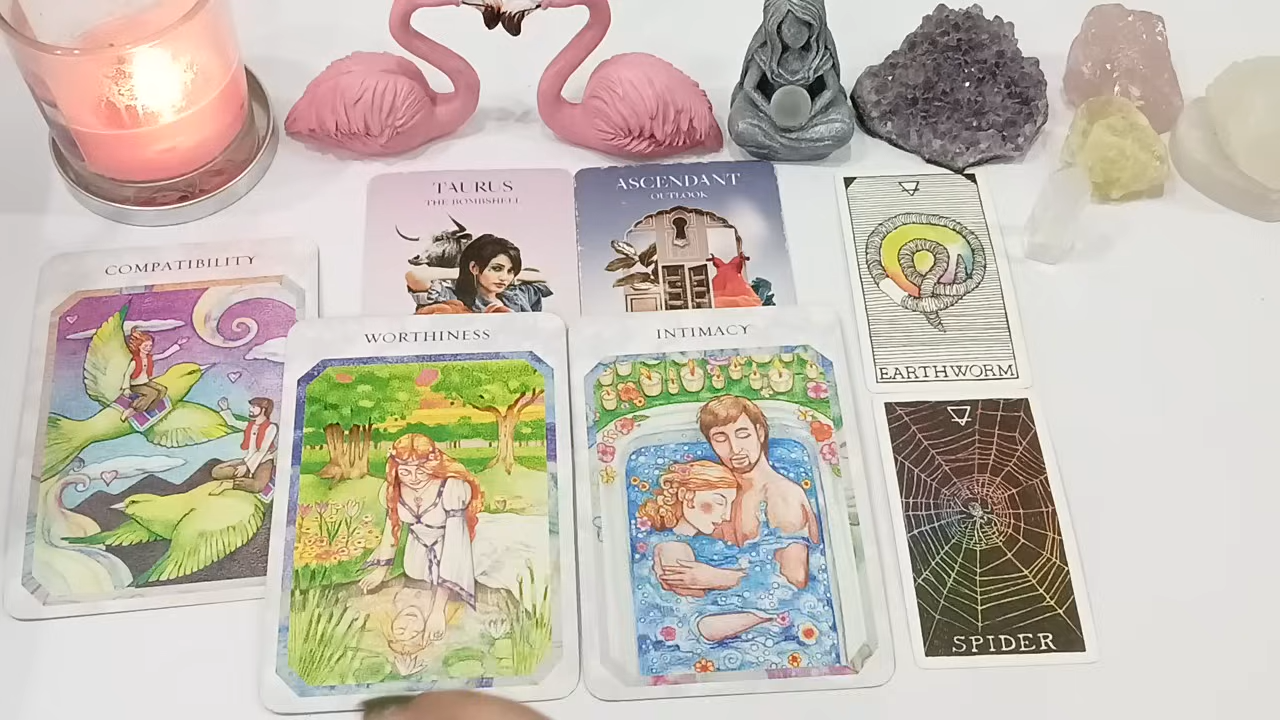 TAURUS
THE BOMBSHELL
ASCENDANT
OUTLOOK
COMPATIBILITY
WORTHINESS
INTIMACY
EARTHWORM
SPIDER